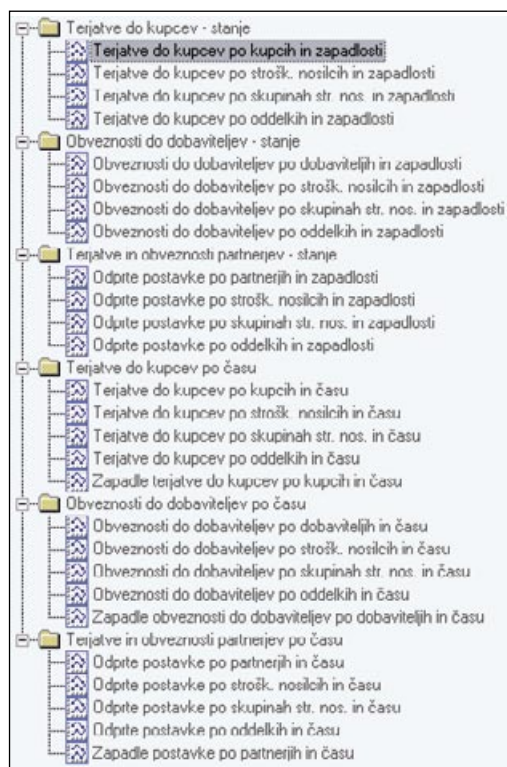 Terjatve do kupcev - stanje
Terjatve do kupcev po kupcih in zapadlosti
Terjatve do kupcev po strošk. nosilcih in zapadlosti
Terjatve do kupcev po skupinah str. nos. in zapadlosti
Terjatve do kupcev po oddelkih in zapadlosti
Obveznosti do dobaviteljev - stanje
Obveznosti do dobaviteljev po dobaviteljih in zapadlosti
Obveznosti do dobaviteljev po strošk. nosilcih in zapadlosti
Obveznosti do dobaviteljev po skupinah str. nos. in zapadlosti
Obveznosti do dobaviteljev po oddelkih in zapadlosti
Terjatve in obveznosti partnerjev - stanje
Odprte postavke po partnerjih in zapadlosti
Odprte postavke po strošk. nosilcih in zapadlosti
Odprte postavke po skupinah str. nos. in zapadlosti
Odprte postavke po oddelkih in zapadlosti
Terjatve do kupcev po času
Terjatve do kupcev po kupcih in času
Terjatve do kupcev po strošk. nosilcih in času
Terjatve do kupcev po skupinah str. nos. in času
Terjatve do kupcev po oddelkih in času
Zapadle terjatve do kupcev po kupcih in času
Obveznosti do dobaviteljev po času
Obveznosti do dobaviteljev po dobaviteljih in času
Obveznosti do dobaviteljev po strošk. nosilcih in času
Obveznosti do dobaviteljev po skupinah str. nos. in času
Obveznosti do dobaviteljev po oddelkih in času
Zapadle obveznosti do dobaviteljev po dobaviteljih in času
Terjatve in obveznosti partnerjev po času
Odprte postavke po partnerjih in času
Odprte postavke po strošk. nosilcih in času
Odprte postavke po skupinah str. nos. in času
Odprte postavke po oddelkih in času
Zapadle postavke po partnerjih in času